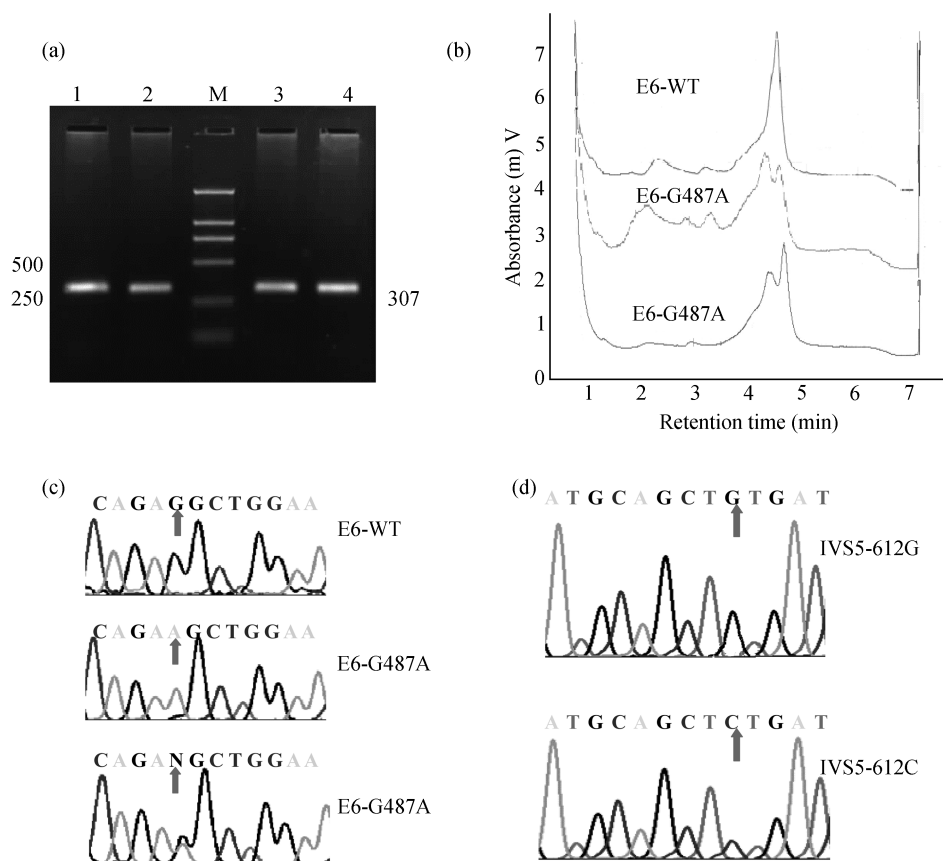 (a)
1 2 M 3 4
500
250
307
(b)
Absorbance (m) V
7
6
5
4
3
2
1
0
E6-WT
E6-G487A
E6-G487A
1 2 3 4 5 6 7
Retention time (min)
(c)
CAGAGGCTGGAA
E6-WT
CAGAAGCTGGAA
E6-G487A
CAGANGCTGGAA
E6-G487A
(d)
ATGCAGCTGTGAT
IVS5-612G
ATGCAGCTCTGAT
IVS5-612C